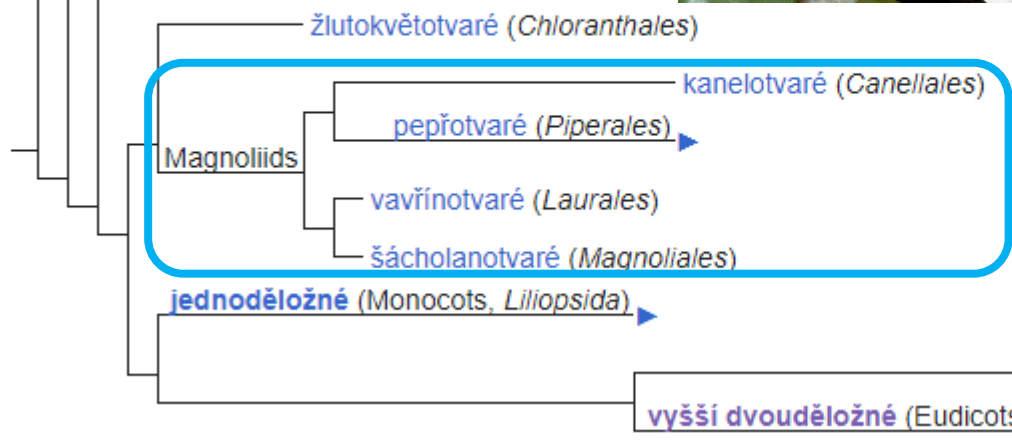 žlutokvětotvaré (Chloranthales)
kanelotvaré (Canellales)
pepřotvaré (Piperales)
Magnoliids
vavřínotvaré (Laurales)
šácholanotvaré (Magnoliales)
jednoděložné (Monocots, Liliopsida)
vyšší dvouděložné (Eudicots